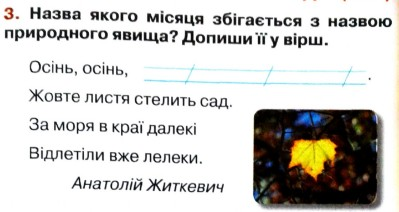 3. Назва якого місяця збігається з назвою
природного явища? Допиши її у вірш.
Осінь, осінь, .
Жовте листя стелить сад.
За моря в краї далекі
Відлетіли вже лелеки.
Анатолій Житкевич